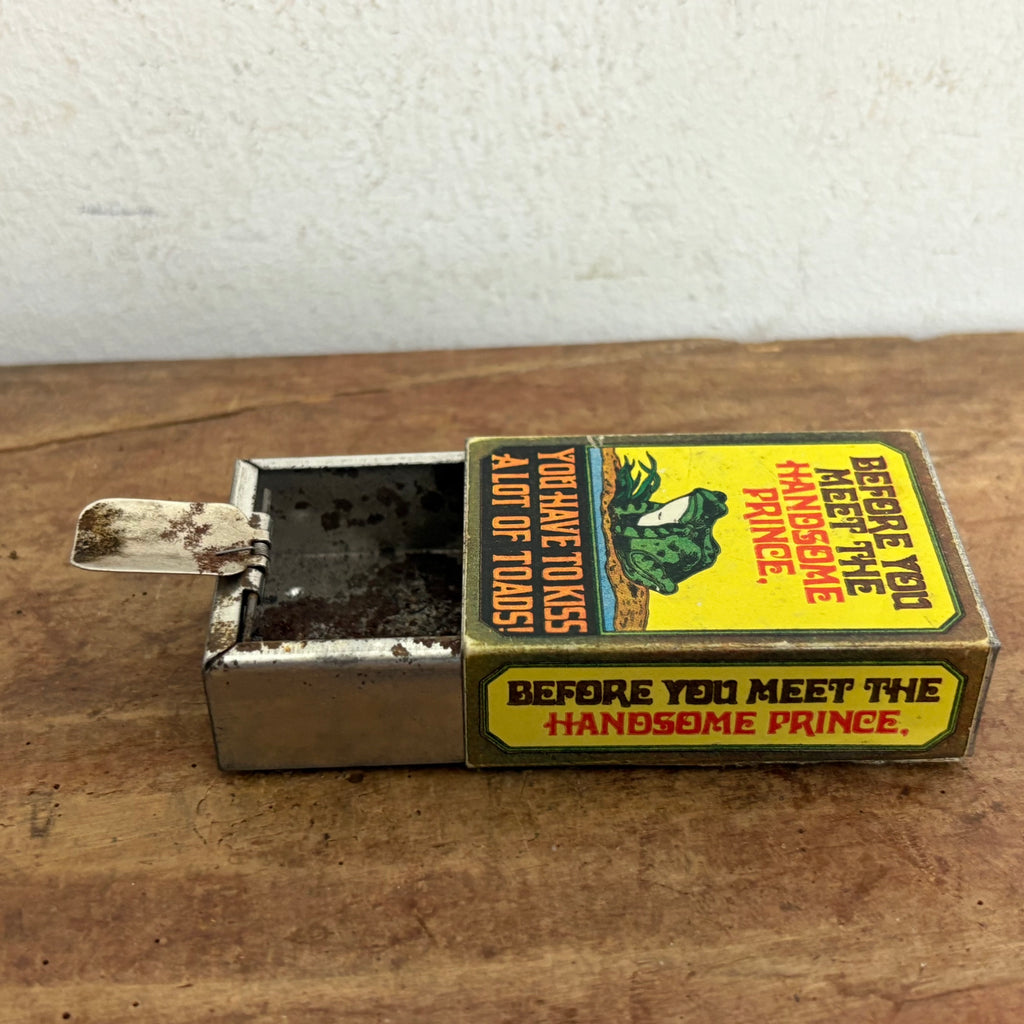 BEFORE YOU
MEET THE
HANDSOME
PRINCE,
YOU HAVE TO KISS
A LOT OF TOADS!
BEFORE YOU MEET THE
HANDSOME PRINCE,